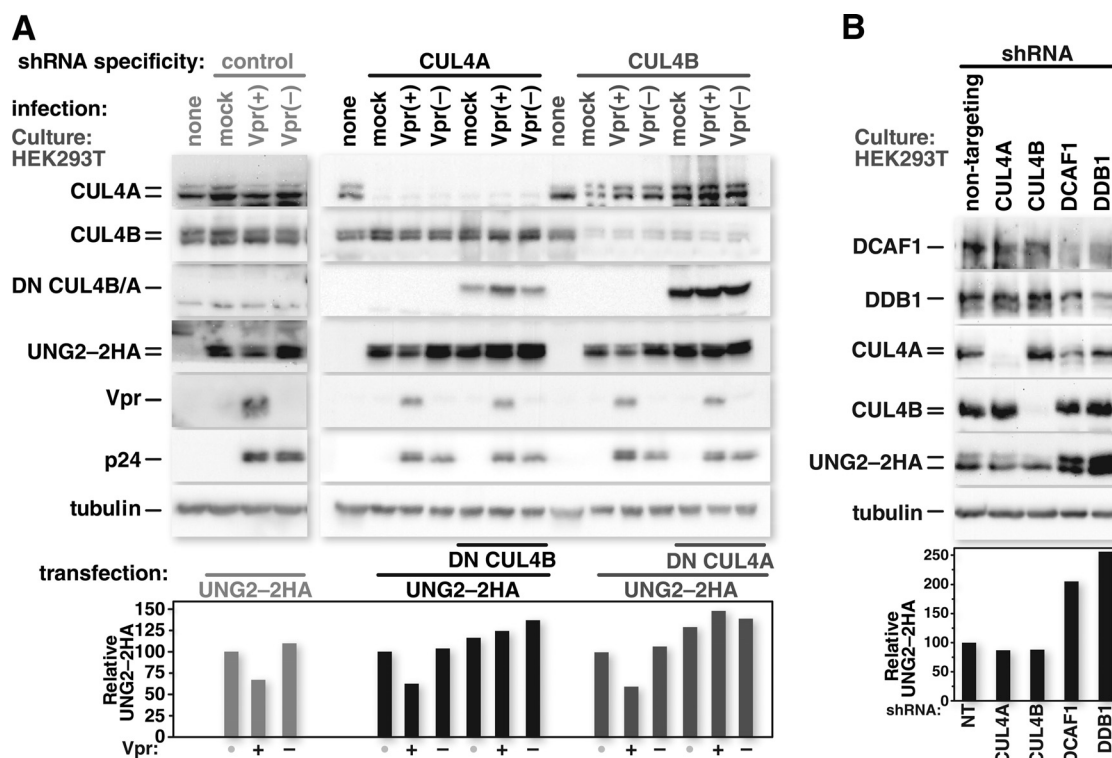 A
shRNA specificity: control CUL4A CUL4B
infection: none mock Vpr(+) Vpr(−) none mock Vpr(+) Vpr(−) mock Vpr(+) Vpr(−) none mock Vpr(+) Vpr(−) mock Vpr(+) Vpr(−)
Culture:
HEK293T
CUL4A
CUL4B
DN CUL4B/A
UNG2−2HA
Vpr
p24
tubulin
DN CUL4B DN CUL4A
transfection:
UNG2−2HA UNG2−2HA UNG2−2HA
Relative
UNG2−2HA
150
125
100
75
50
25
0
Vpr: • + − • + − • + − • + −
B
shRNA
Culture:
HEK293T
non-targeting CUL4A CUL4B DCAF1 DDB1
DCAF1
DDB1
CUL4A
CUL4B
UNG2−2HA
tubulin
Relative
UNG2−2HA
250
200
150
100
50
0
shRNA: NT CUL4A CUL4B DCAF1 DDB1